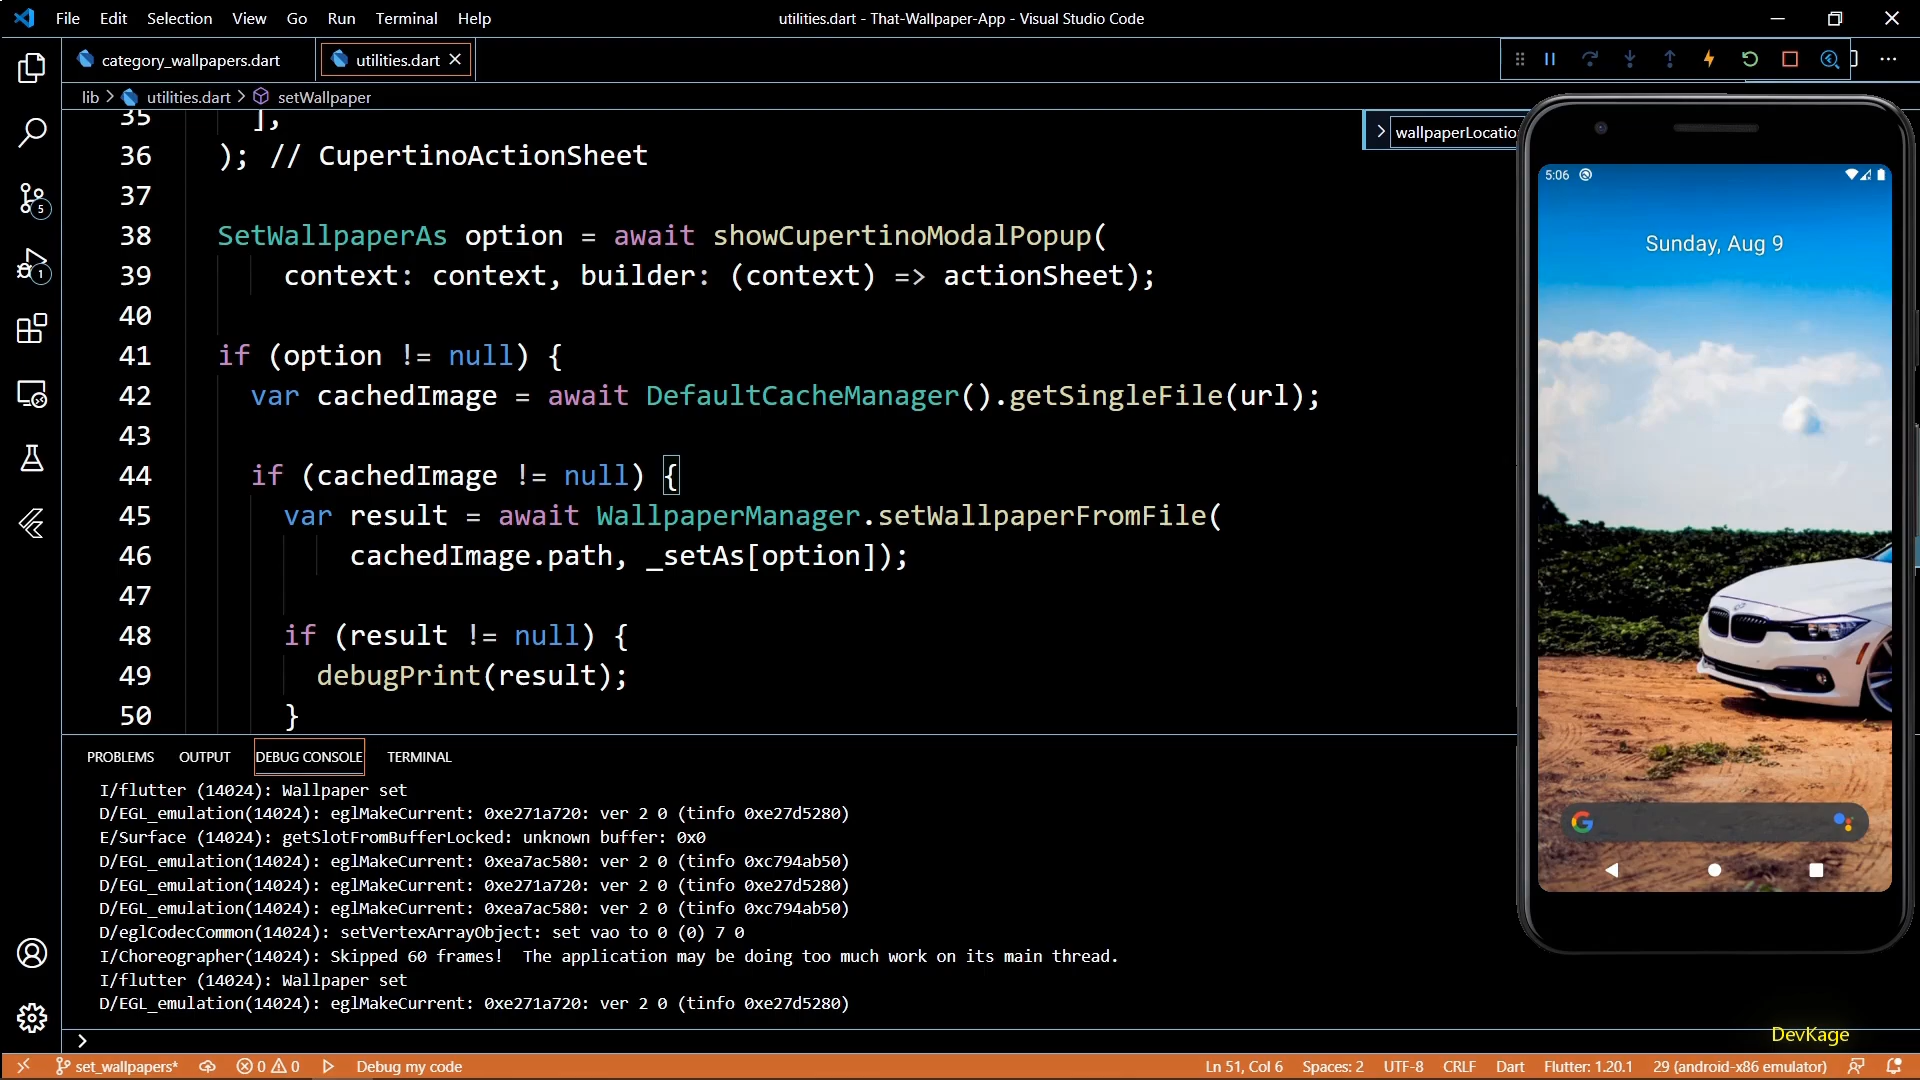 File Edit Selection View Go Run Terminal Help
utilities.dart - That-Wallpaper-App - Visual Studio Code
category_wallpapers.dart
utilities.dart
lib > utilities.dart > setWallpaper
wallpaperLocatio
35 ],
36 ); // CupertinoActionSheet
37
38 SetWallpaperAs option = await showCupertinoModalPopup(
39 context: context, builder: (context) => actionSheet);
40
41 if (option != null) {
42 var cachedImage = await DefaultCacheManager().getSingleFile(url);
43
44 if (cachedImage != null) {
45 var result = await WallpaperManager.setWallpaperFromFile(
46 cachedImage.path, _setAs[option]);
47
48 if (result != null) {
49 debugPrint(result);
50 }
5
1
5:06
Sunday, Aug 9
PROBLEMS OUTPUT DEBUG CONSOLE TERMINAL
I/flutter (14024): Wallpaper set
D/EGL_emulation(14024): eglMakeCurrent: 0xe271a720: ver 2 0 (tinfo 0xe27d5280)
E/Surface (14024): getSlotFromBufferLocked: unknown buffer: 0x0
D/EGL_emulation(14024): eglMakeCurrent: 0xea7ac580: ver 2 0 (tinfo 0xc794ab50)
D/EGL_emulation(14024): eglMakeCurrent: 0xe271a720: ver 2 0 (tinfo 0xe27d5280)
D/EGL_emulation(14024): eglMakeCurrent: 0xea7ac580: ver 2 0 (tinfo 0xc794ab50)
D/eglCodecCommon(14024): setVertexArrayObject: set vao to 0 (0) 7 0
I/Choreographer(14024): Skipped 60 frames!  The application may be doing too much work on its main thread.
I/flutter (14024): Wallpaper set
D/EGL_emulation(14024): eglMakeCurrent: 0xe271a720: ver 2 0 (tinfo 0xe27d5280)
DevKage
set_wallpapers* 0 0 Debug my code Ln 51, Col 6 Spaces: 2 UTF-8 CRLF Dart Flutter: 1.20.1 29 (android-x86 emulator)